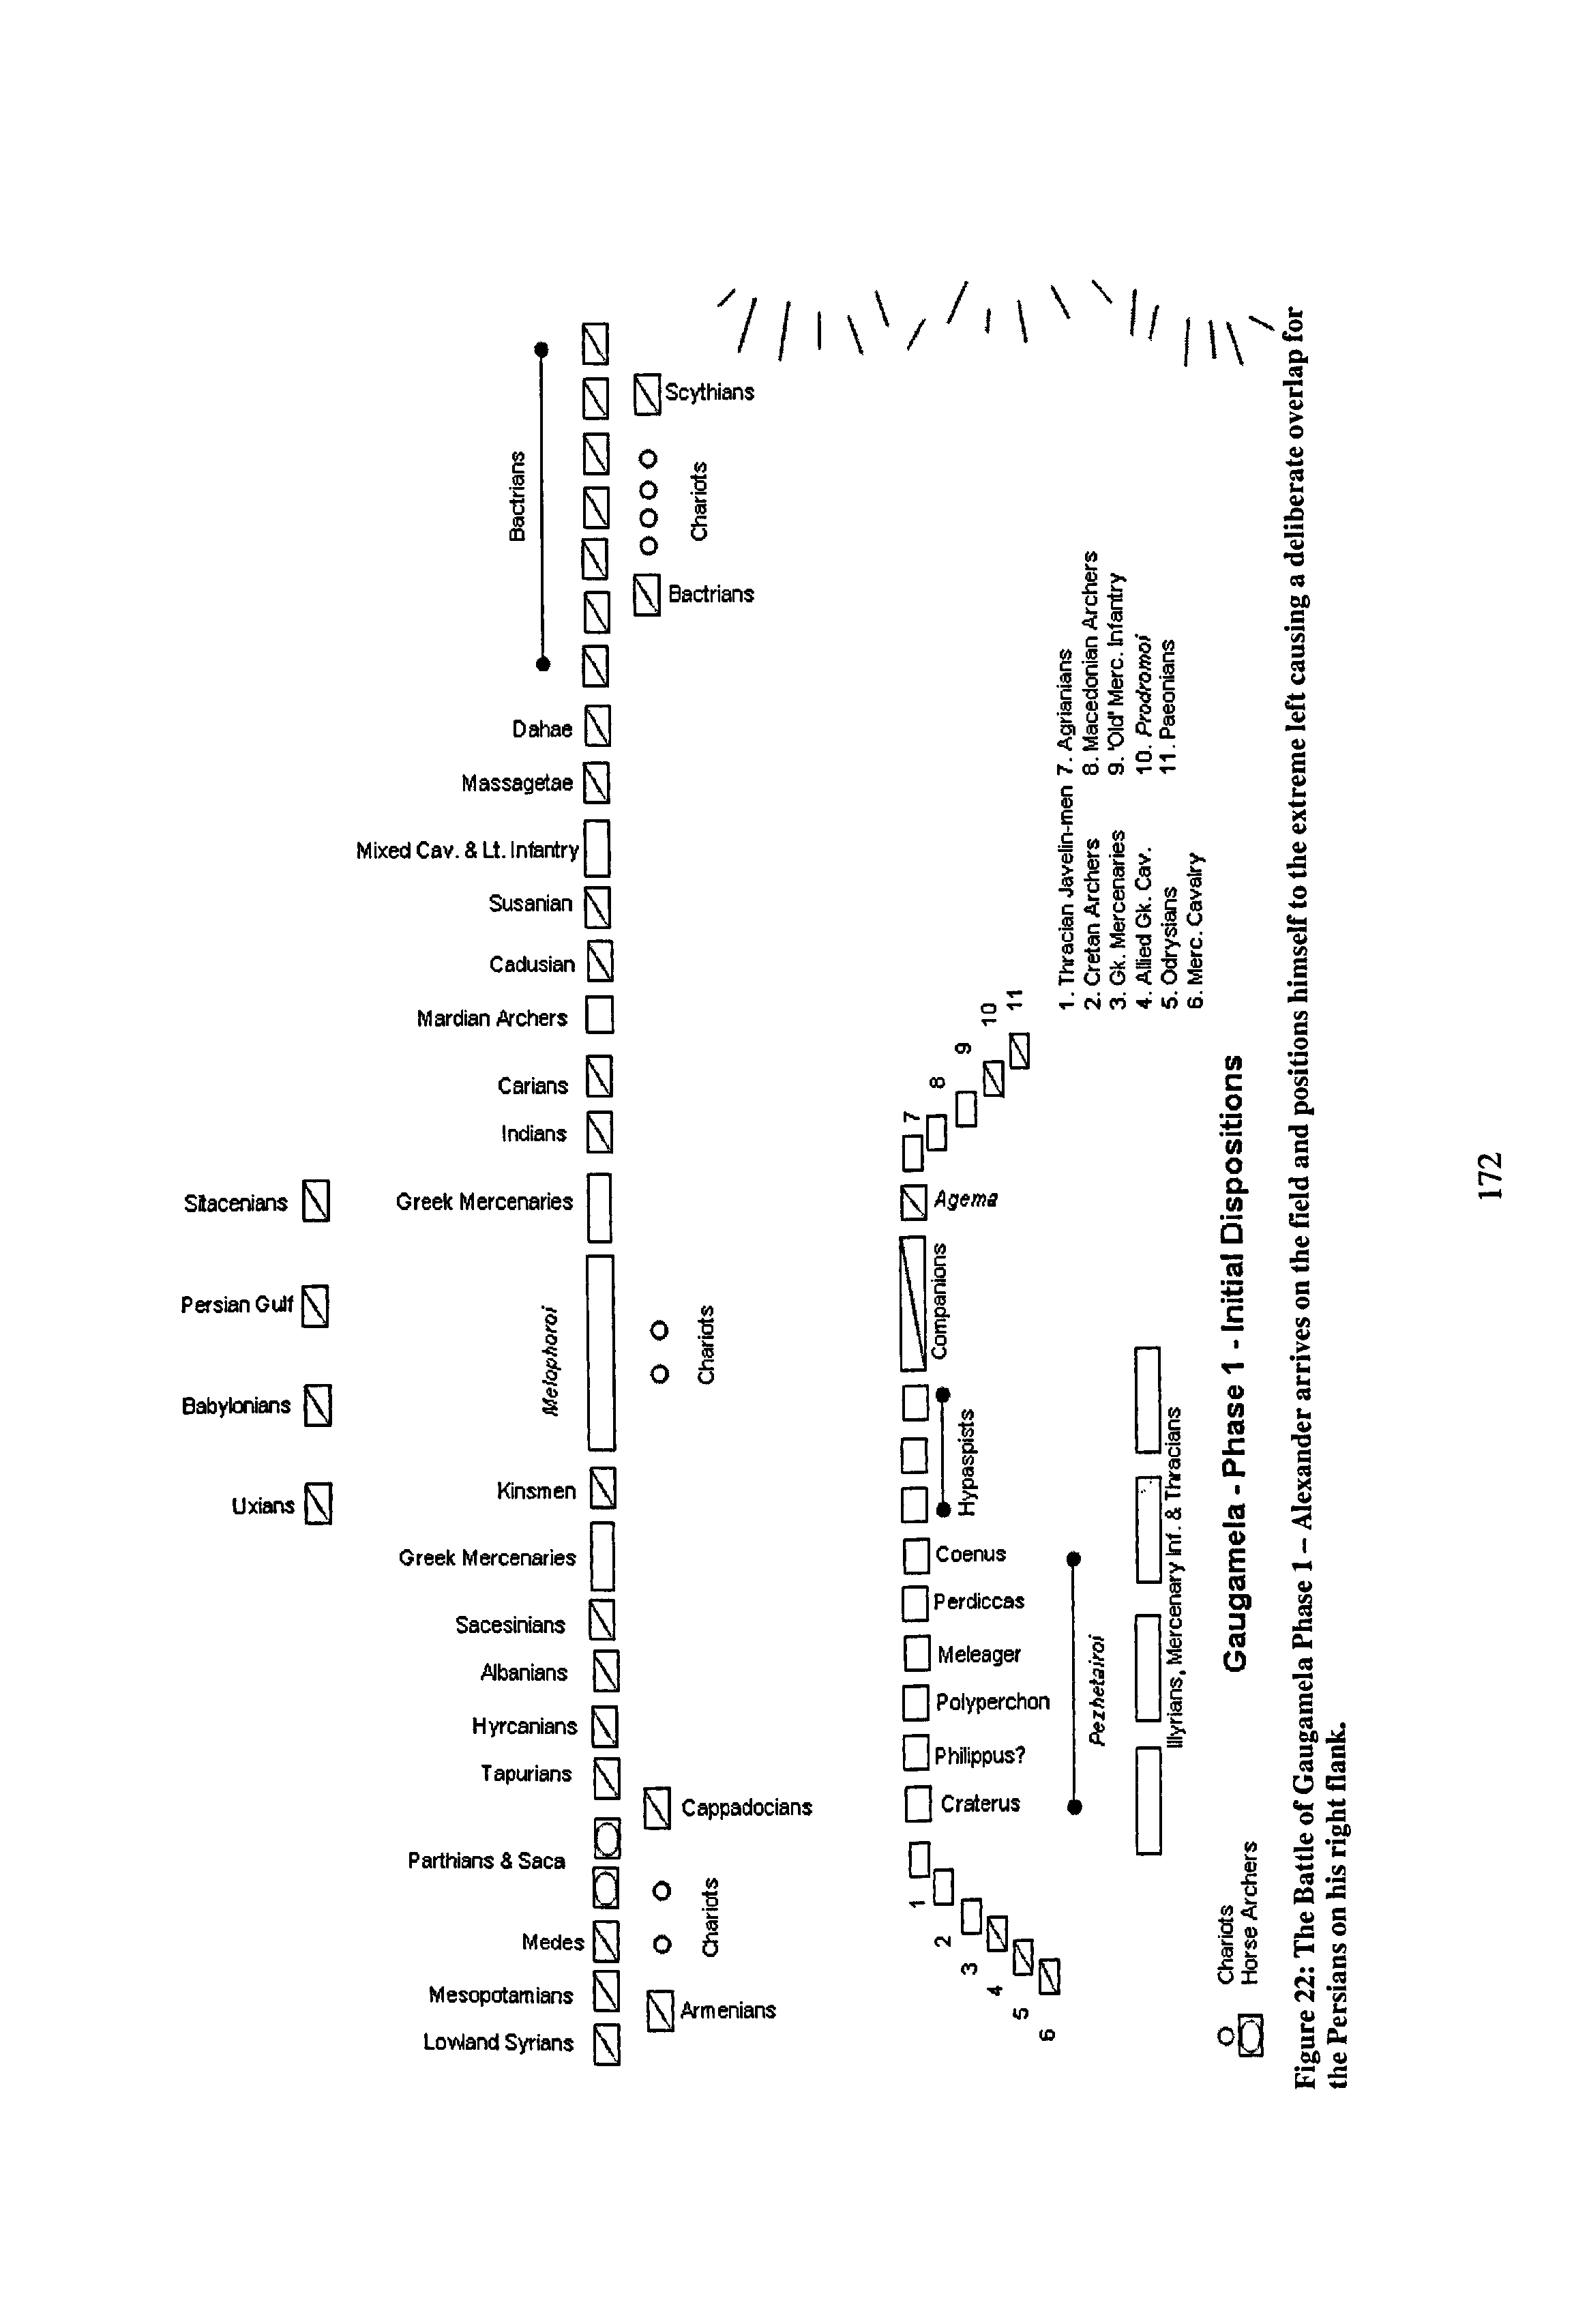 Sitacenians
Persian Gulf
Babylonians
Uxians
Bactrians
Dahae
Massagetae
Mixed Cav. & Lt. Infantry
Susanian
Cadusian
Mardian Archers
Carians
Indians
Greek Mercenaries
Melophoroi
Kinsmen
Greek Mercenaries
Sacesinians
Albanians
Hyrcanians
Tapurians
Parthians & Saca
Medes
Mesopotamians
Lowland Syrians
Scythians
Chariots
Bactrians
Chariots
Cappadocians
Chariots
Armenians
11
10
9
8
7
Agema
Companions
Hypaspists
Coenus
Perdiccas
Meleager
Polyperchon
Philippus?
Craterus
Pezhetairoi
1
2
3
4
5
6
Illyrians, Mercenary Inf. & Thracians
1. Thracian Javelin-men 7. Agrianians
2. Cretan Archers 8. Macedonian Archers
3. Gk. Mercenaries 9. 'Old' Merc. Infantry
4. Allied Gk. Cav. 10. Prodromoi
5. Odrysians 11. Paeonians
6. Merc. Cavalry
Gaugamela - Phase 1 - Initial Dispositions
Chariots
Horse Archers
Figure 22: The Battle of Gaugamela Phase 1 – Alexander arrives on the field and positions himself to the extreme left causing a deliberate overlap for
the Persians on his right flank.
172